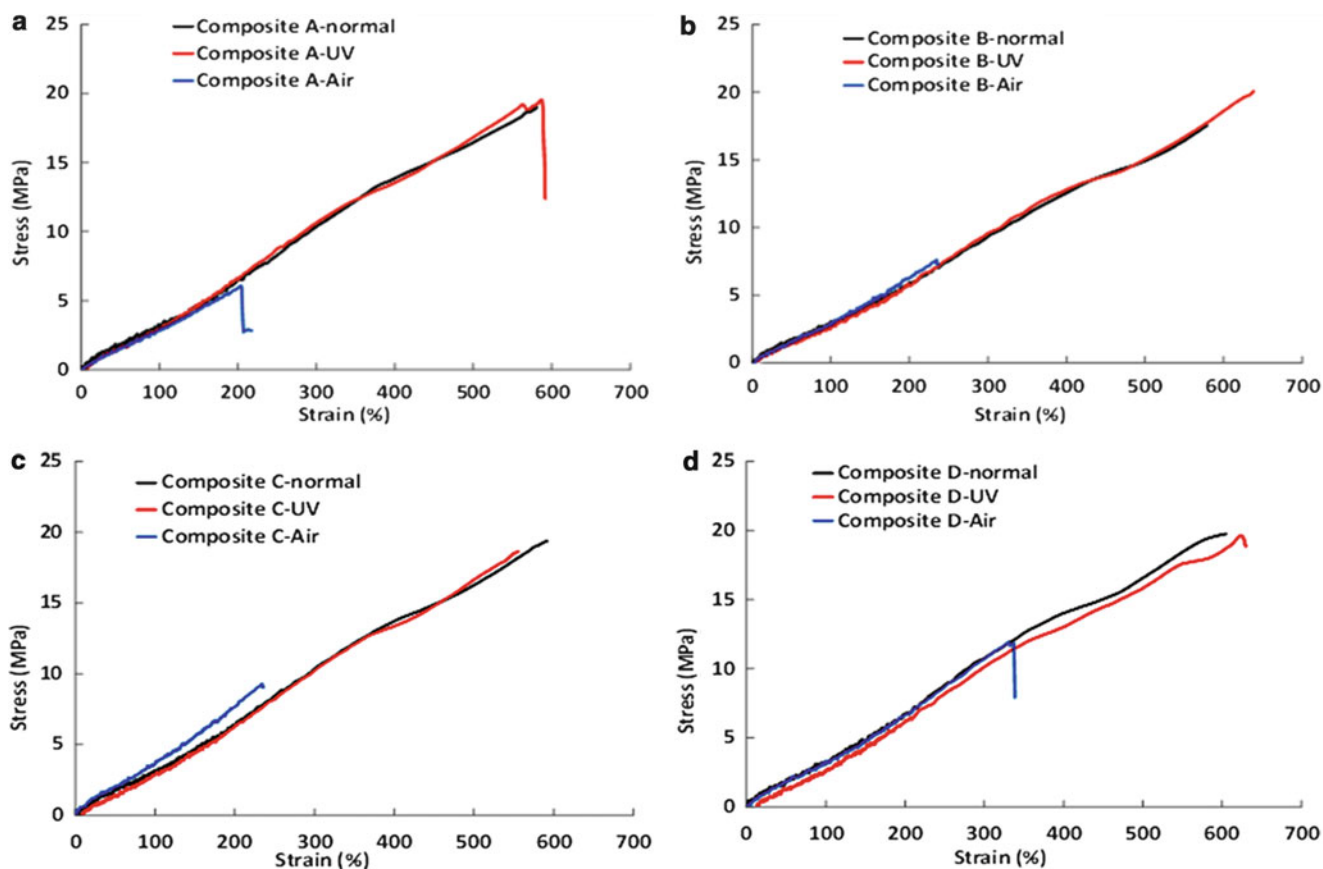 a
Composite A-normal
Composite A-UV
Composite A-Air
25
20
15
10
5
0
Stress (MPa)
0 100 200 300 400 500 600 700
Strain (%)
b
Composite B-normal
Composite B-UV
Composite B-Air
25
20
15
10
5
0
Stress (MPa)
0 100 200 300 400 500 600 700
Strain (%)
c
Composite C-normal
Composite C-UV
Composite C-Air
25
20
15
10
5
0
Stress (MPa)
0 100 200 300 400 500 600 700
Strain (%)
d
Composite D-normal
Composite D-UV
Composite D-Air
25
20
15
10
5
0
Stress (MPa)
0 100 200 300 400 500 600 700
Strain (%)